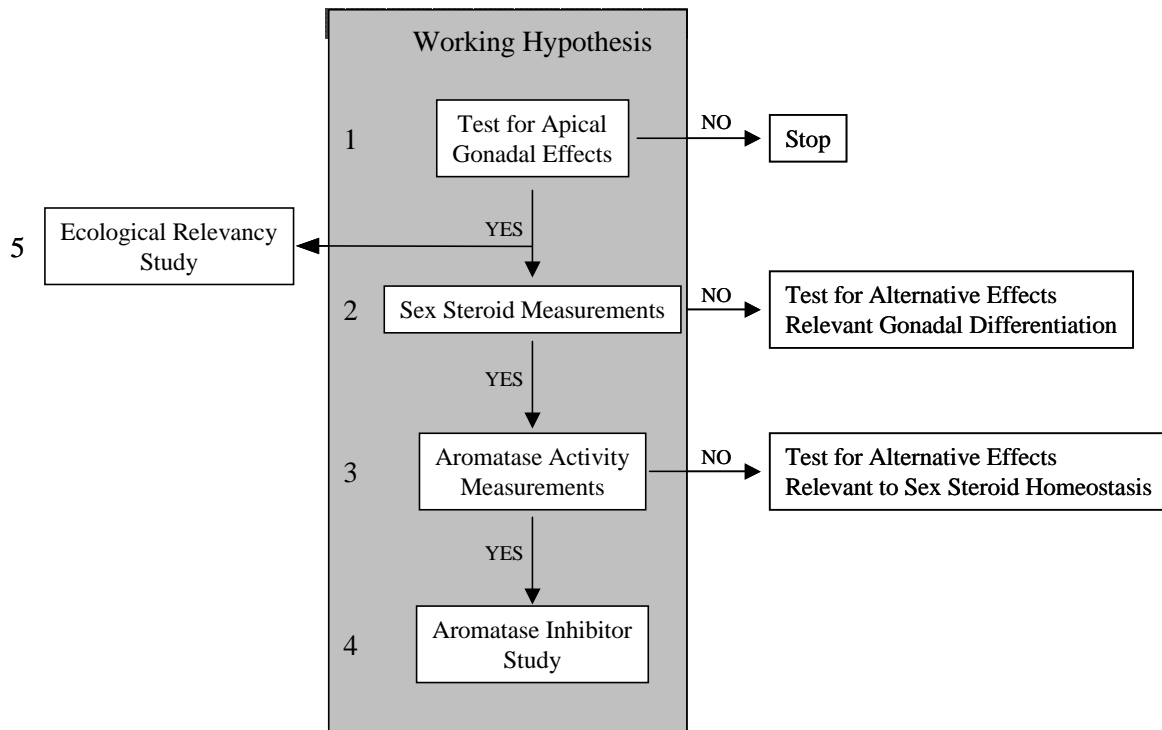 Working Hypothesis
1
Test for Apical
Gonadal Effects
NO
Stop
YES
5
Ecological Relevancy
Study
2
Sex Steroid Measurements
NO
Test for Alternative Effects
Relevant Gonadal Differentiation
YES
3
Aromatase Activity
Measurements
NO
Test for Alternative Effects
Relevant to Sex Steroid Homeostasis
YES
4
Aromatase Inhibitor
Study